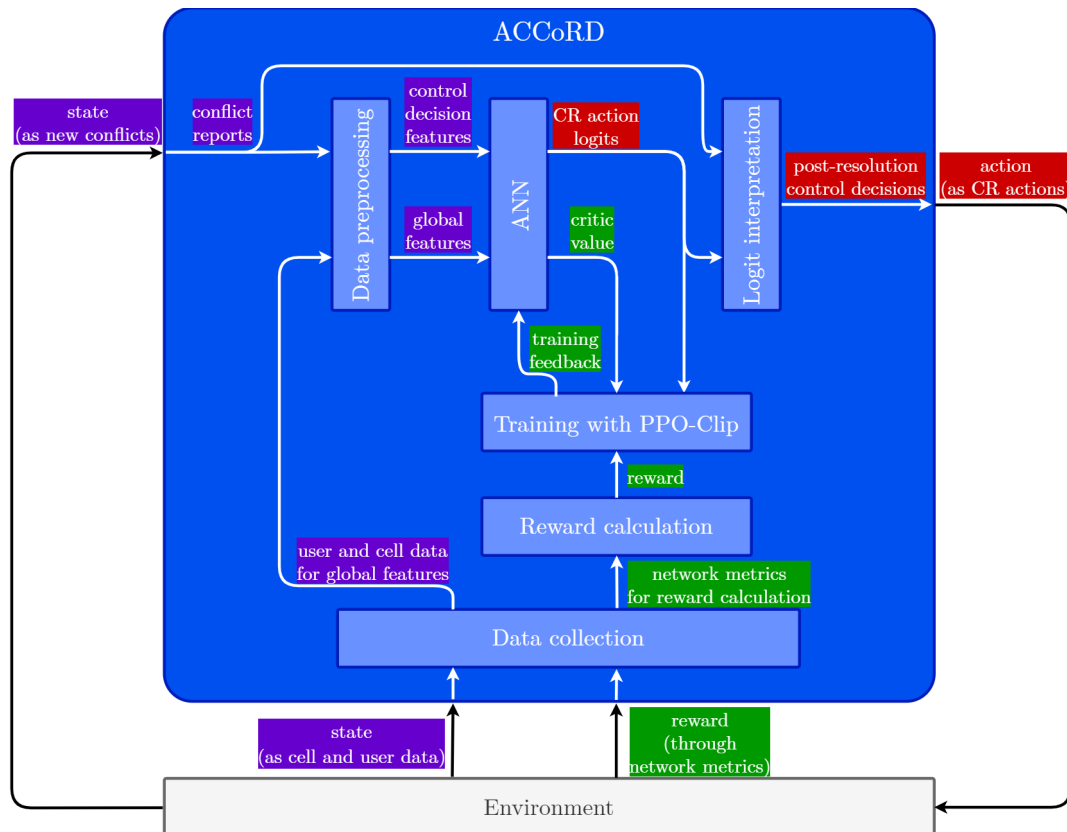 ACCoRD
state
(as new conflicts)
conflict
reports
control
decision
features
CR action
logits
post-resolution
control decisions
action
(as CR actions)
Data preprocessing
ANN
Logit interpretation
global
features
critic
value
training
feedback
Training with PPO-Clip
reward
Reward calculation
user and cell data
for global features
network metrics
for reward calculation
Data collection
state
(as cell and user data)
reward
(through
network metrics)
Environment